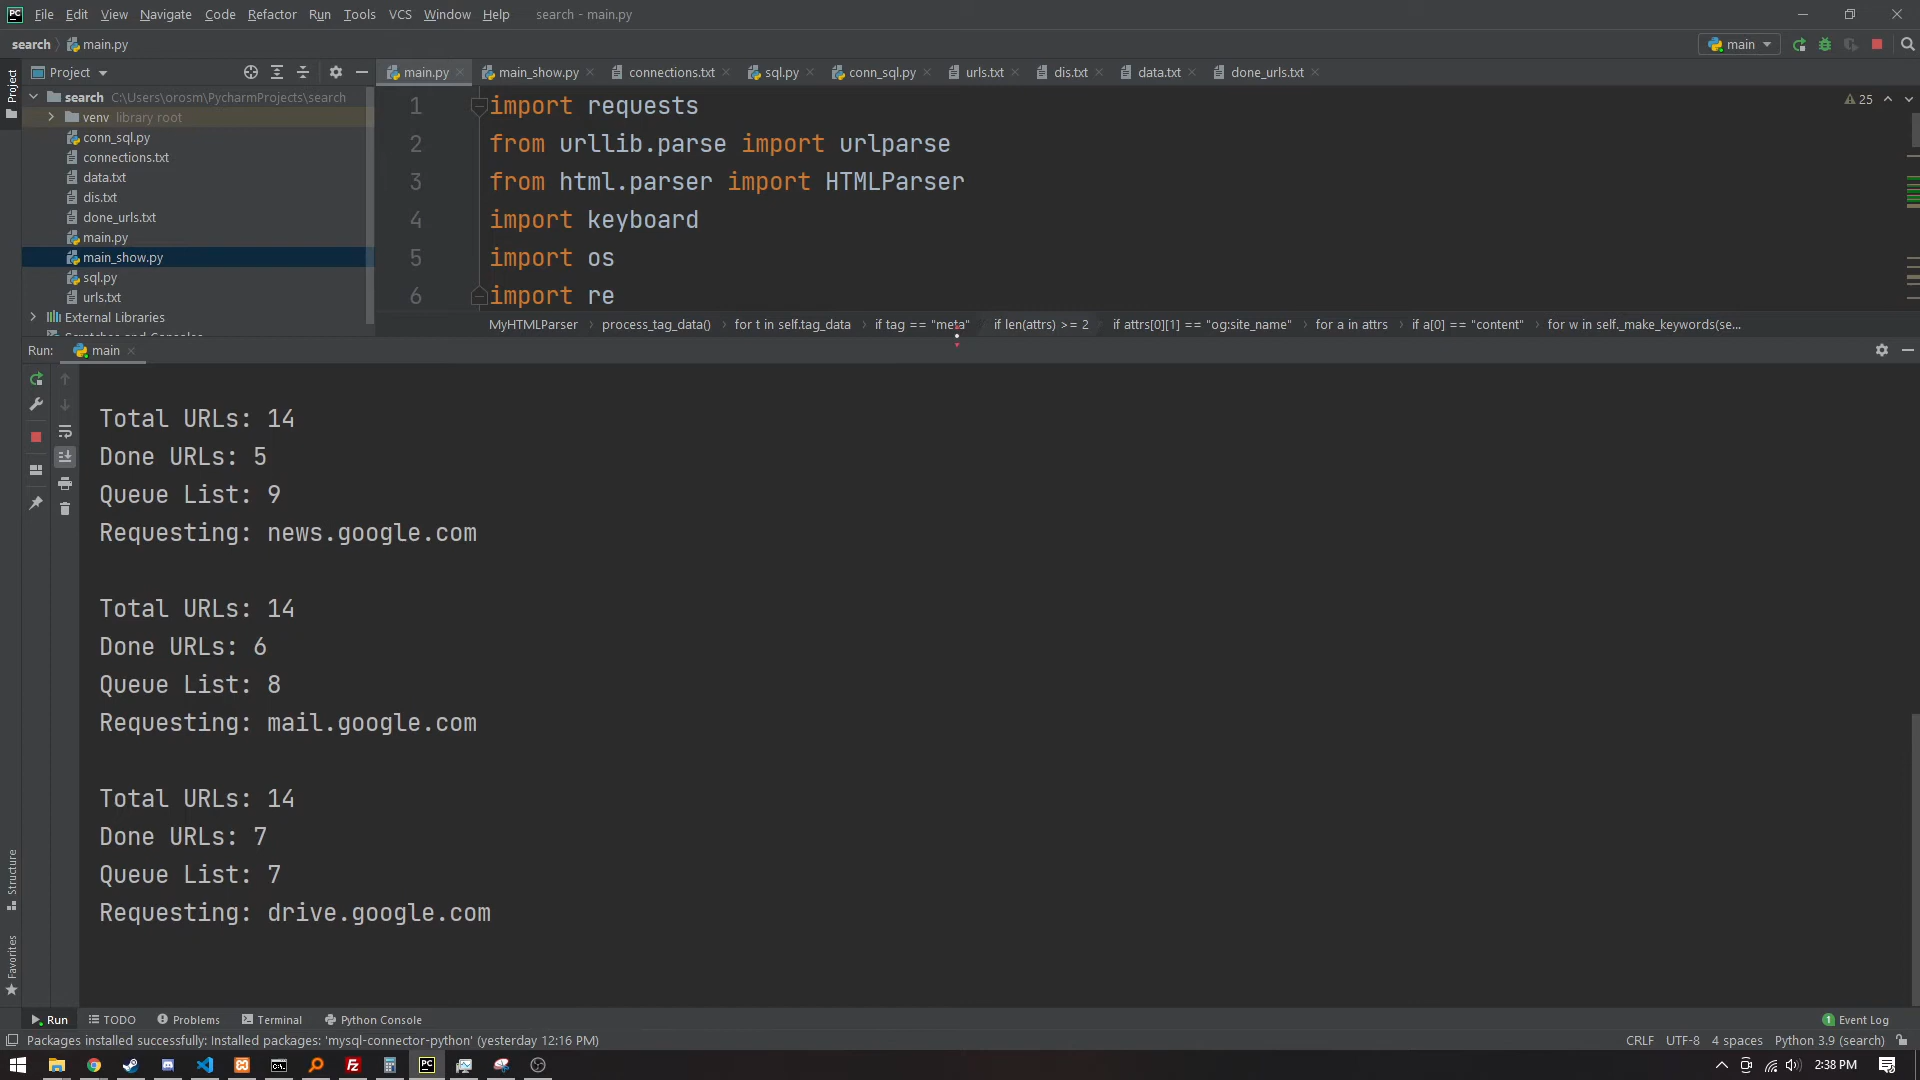 PC File Edit View Navigate Code Refactor Run Tools VCS Window Help search - main.py
search main.py main
Project
main.py main_show.py connections.txt sql.py conn_sql.py urls.txt dis.txt data.txt done_urls.txt
Project
search C:\Users\orosm\PycharmProjects\search
venv library root
conn_sql.py
connections.txt
data.txt
dis.txt
done_urls.txt
main.py
main_show.py
sql.py
urls.txt
External Libraries
Scratches and Consoles
1 import requests
2 from urllib.parse import urlparse
3 from html.parser import HTMLParser
4 import keyboard
5 import os
6 import re
25
MyHTMLParser process_tag_data() for t in self.tag_data if tag == "meta" if len(attrs) >= 2 if attrs[0][1] == "og:site_name" for a in attrs if a[0] == "content" for w in self._make_keywords(se...
Run: main
Total URLs: 14
Done URLs: 5
Queue List: 9
Requesting: news.google.com
Total URLs: 14
Done URLs: 6
Queue List: 8
Requesting: mail.google.com
Total URLs: 14
Done URLs: 7
Queue List: 7
Requesting: drive.google.com
Structure
Favorites
Run TODO Problems Terminal Python Console 1 Event Log
Packages installed successfully: Installed packages: 'mysql-connector-python' (yesterday 12:16 PM) CRLF UTF-8 4 spaces Python 3.9 (search)
PC 2:38 PM